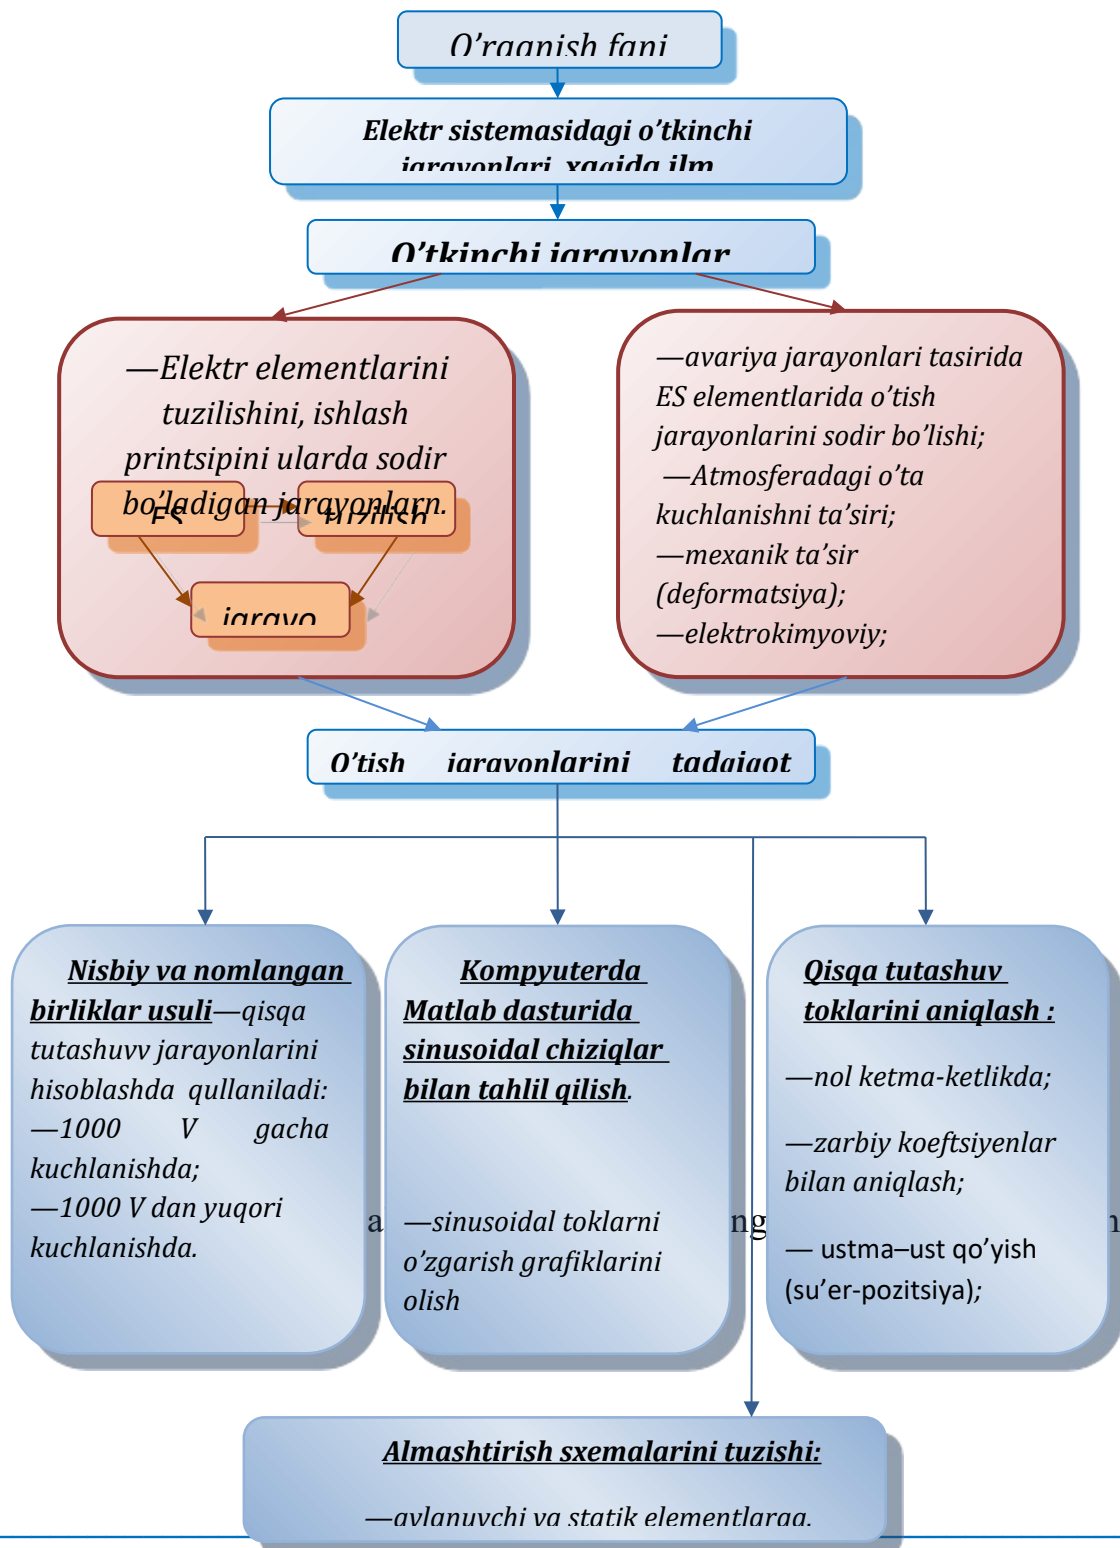 O'rganish fani
Elektr sistemasidagi o'tkinchi
jarayonlari xaqida ilm
O'tkinchi jarayonlar
—Elektr elementlarini
tuzilishini, ishlash
printsipini ularda sodir
bo'ladigan jarayonlarn.
ES
tuzilish
jarayo
—avariya jarayonlari tasirida
ES elementlarida o'tish
jarayonlarini sodir bo'lishi;
—Atmosferadagi o'ta
kuchlanishni ta'siri;
—mexanik ta'sir
(deformatsiya);
—elektrokimyoviy;
O'tish jarayonlarini tadqiqot
Nisbiy va nomlangan
birliklar usuli—qisqa
tutashuvv jarayonlarini
hisoblashda qullaniladi:
—1000 V gacha
kuchlanishda;
—1000 V dan yuqori
kuchlanishda.
Kompyuterda
Matlab dasturida
sinusoidal chiziqlar
bilan tahlil qilish.
—sinusoidal toklarni
o'zgarish grafiklarini
olish
Qisqa tutashuv
toklarini aniqlash :
—nol ketma-ketlikda;
—zarbiy koeftsiyenlar
bilan aniqlash;
— ustma–ust qo'yish
(su'er-pozitsiya);
Almashtirish sxemalarini tuzishi:
—aylanuvchi va statik elementlarga.